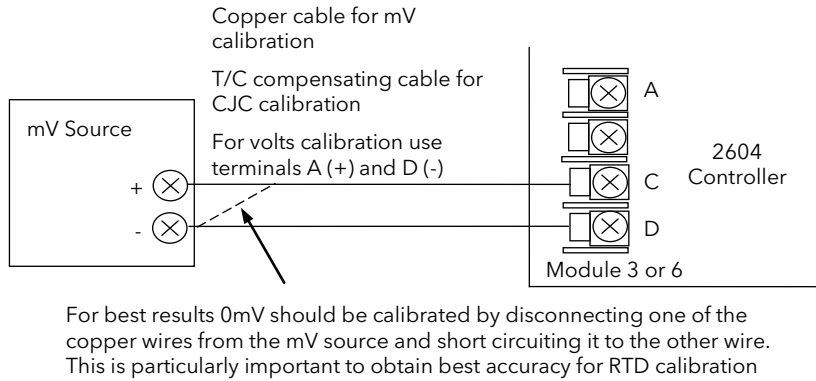 Copper cable for mV
calibration
T/C compensating cable for
CJC calibration
For volts calibration use
terminals A (+) and D (-)
mV Source
+
-
A
C
D
2604
Controller
Module 3 or 6
For best results 0mV should be calibrated by disconnecting one of the
copper wires from the mV source and short circuiting it to the other wire.
This is particularly important to obtain best accuracy for RTD calibration